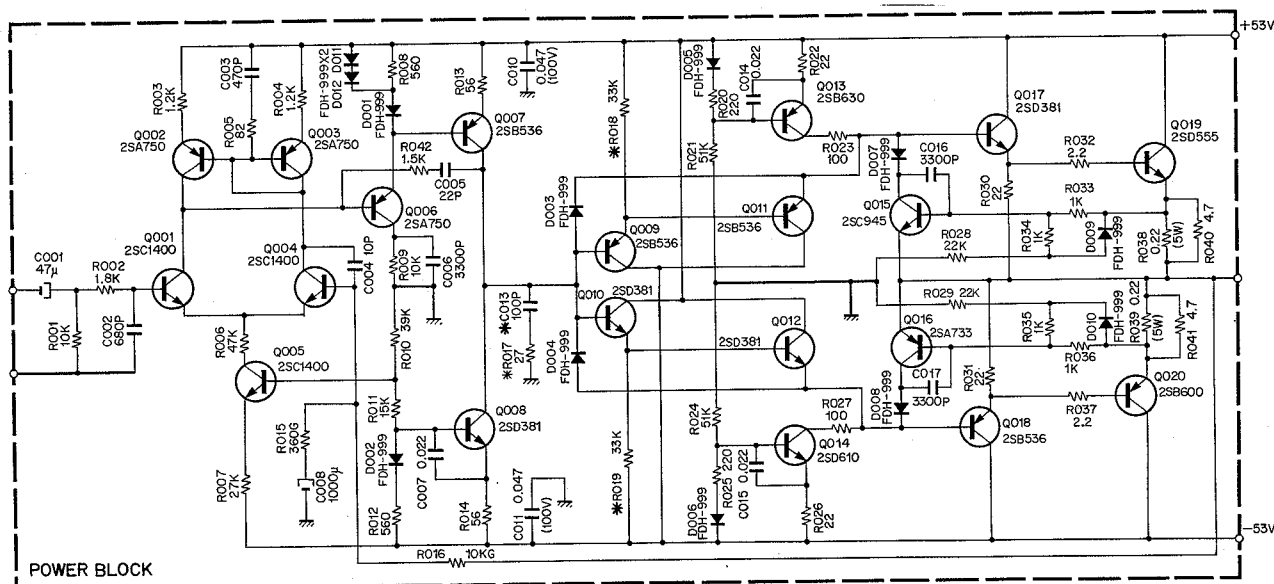 +53V
R003
1.2K
C003
470P
R004
1.2K
R005
82
Q002
2SA750
Q003
2SA750
FDH-999X2
D012 D011
R008
560
D001
FDH-999
R013
56
C010
0.047
(100V)
Q007
2SB536
R042
1.5K
C005
22P
Q006
2SA750
Q001
2SC1400
Q004
2SC1400
C004 10P
R009
10K
C006
3300P
C001
47μ
R002
1.8K
R001
10K
C002
680P
R006
47K
Q005
2SC1400
R010 39K
R011
15K
R015
360G
C008
1000μ
R007
27K
D002
FDH-999
C007 0.022
R012
560
Q008
2SD381
R014
56
C011 0.047
(100V)
R016 10KG
33K
*R018
D003
FDH-999
Q009
2SB536
Q010 2SD381
*C013
100P
*R017
27
D004
FDH-999
33K
*R019
D005
FDH-999
C014
0.022
R020
220
R021
51K
R022
22
Q013
2SB630
Q011
2SB536
Q012
2SD381
R023
100
D007
FDH-999
C016
3300P
Q015
2SC945
R028
22K
R029 22K
Q016
2SA733
C017
3300P
D008
FDH-999
R024
51K
R027
100
Q014
2SD610
R025 220
C015 0.022
D006
FDH-999
R026
22
Q017
2SD381
R030
22
R032
2.2
R033
1K
R034
1K
D009
FDH-999
Q019
2SD555
R038
0.22
(5W)
R040 4.7
R035
1K
R036
1K
D010
FDH-999
R039 0.22
(5W)
R041 4.7
R031
22
R037
2.2
Q018
2SB536
Q020
2SB600
-53V
POWER BLOCK